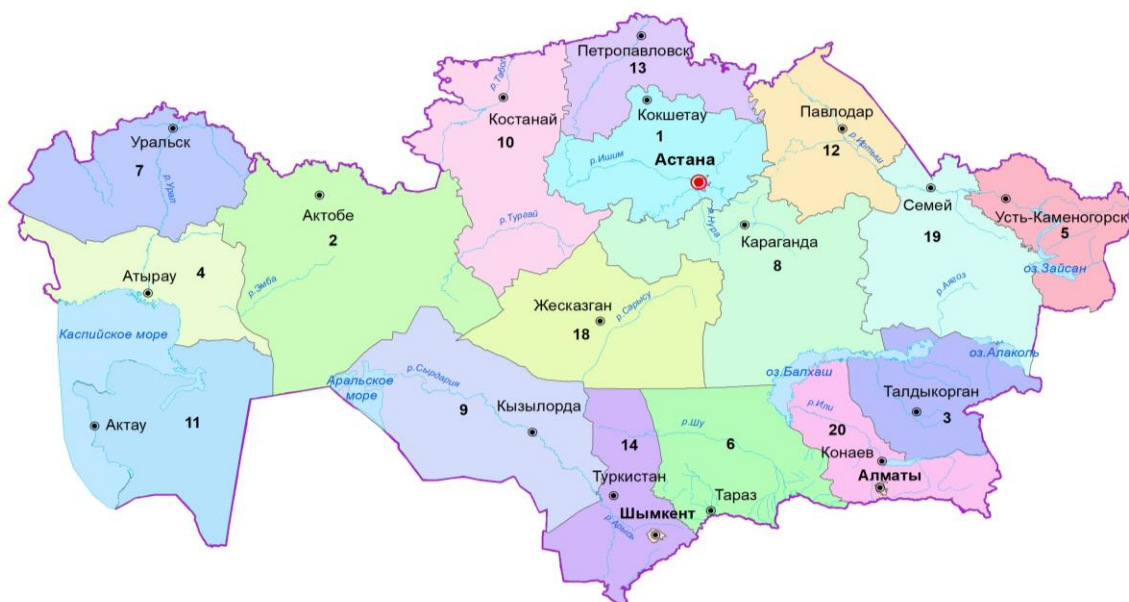 Петропавловск
13
р.Тобол
Костанай
10
Кокшетау
1
р.Ишим
Астана
Павлодар
12
р.Иртыш
Уральск
7
р.Урал
Актобе
2
р.Тургай
р.Нура
Караганда
8
Семей
19
Усть-Каменогорск
5
оз.Зайсан
р.Аягоз
Атырау
4
р.Эмба
Жесказган
18
р.Сарысу
Каспийское море
Аральское
море
р.Сырдария
9
Кызылорда
оз.Балхаш
оз.Алаколь
Талдыкорган
3
Актау
11
14
р.Шу
6
р.Или
20
Конаев
Алматы
Туркистан
Тараз
Шымкент
р.Арысь